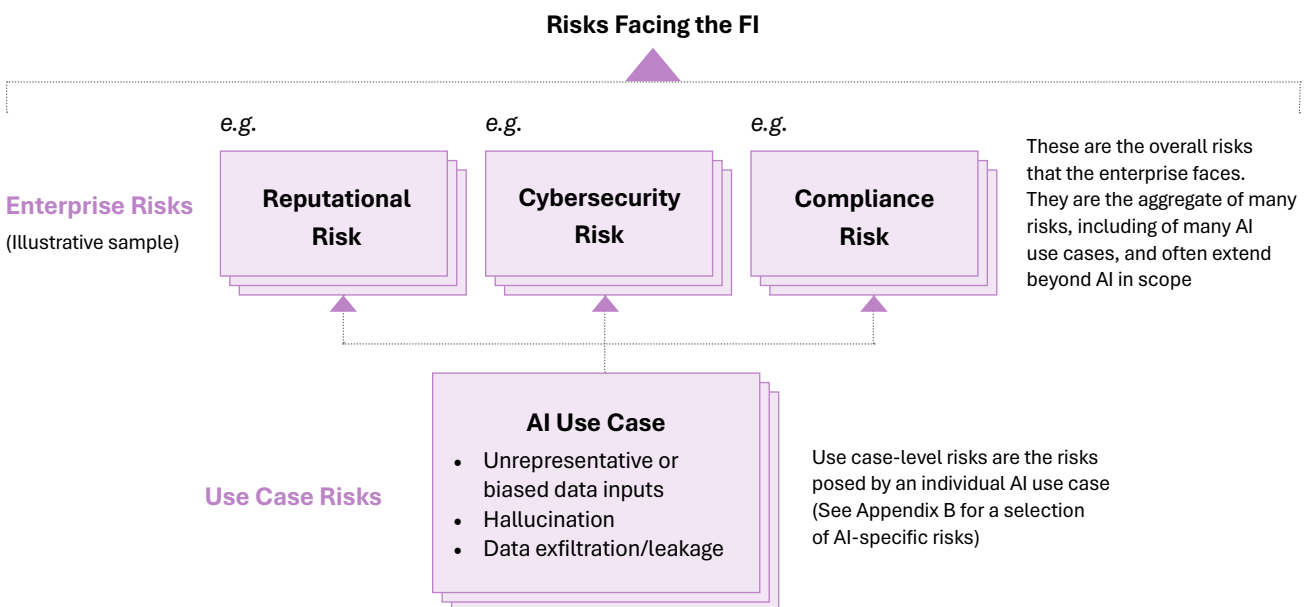 Risks Facing the FI
e.g.
e.g.
e.g.
Enterprise Risks
(Illustrative sample)
Reputational
Risk
Cybersecurity
Risk
Compliance
Risk
These are the overall risks
that the enterprise faces.
They are the aggregate of many
risks, including of many AI
use cases, and often extend
beyond AI in scope
Use Case Risks
AI Use Case
• Unrepresentative or
biased data inputs
• Hallucination
• Data exfiltration/leakage
Use case-level risks are the risks
posed by an individual AI use case
(See Appendix B for a selection
of AI-specific risks)